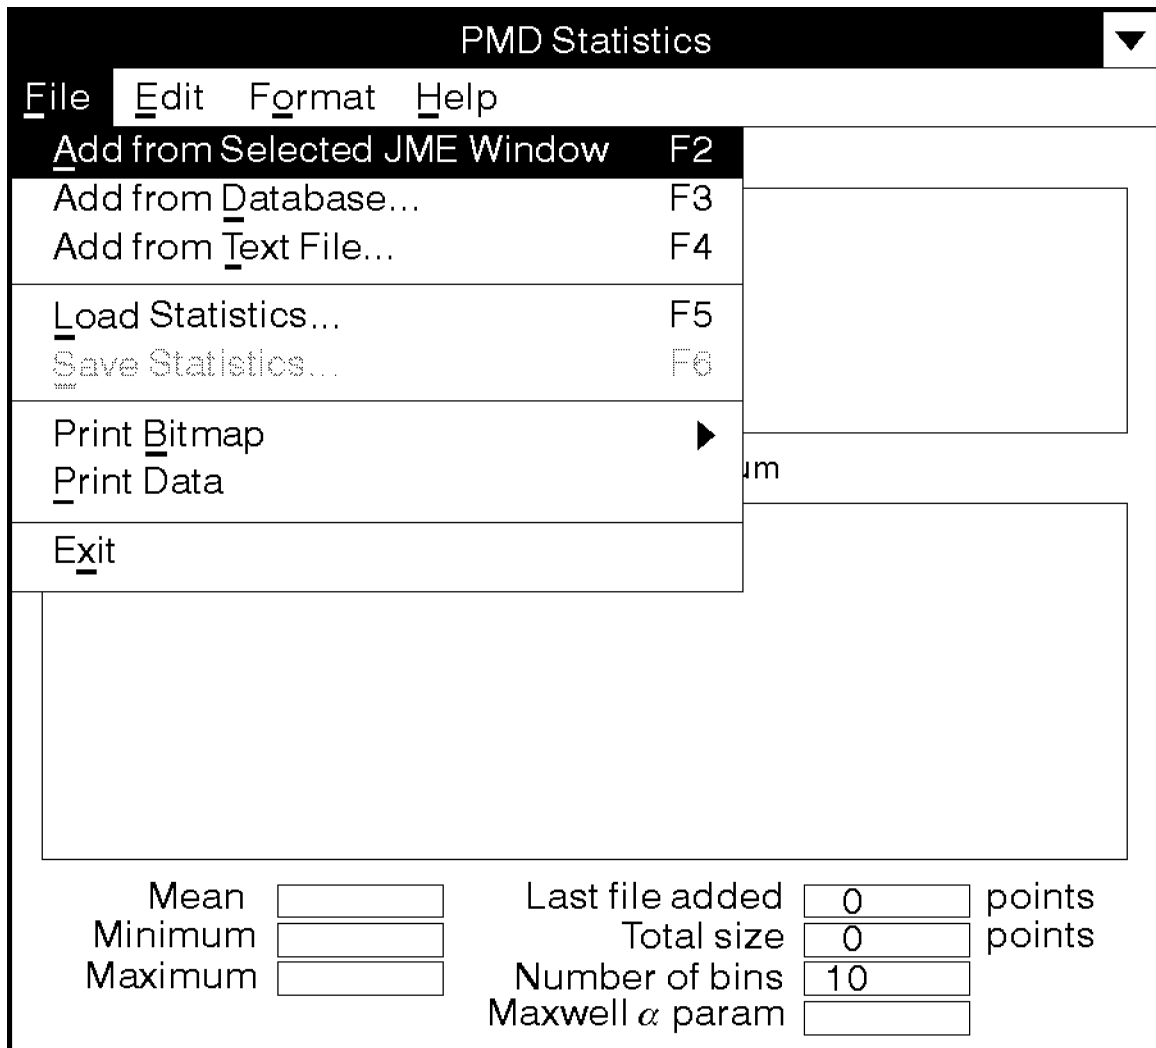 PMD Statistics
File Edit Format Help
Add from Selected JME Window F2
Add from Database... F3
Add from Text File... F4
Load Statistics... F5
Save Statistics... F6
Print Bitmap
um
Print Data
Exit
Mean Last file added 0 points
Minimum Total size 0 points
Maximum Number of bins 10
Maxwell α param